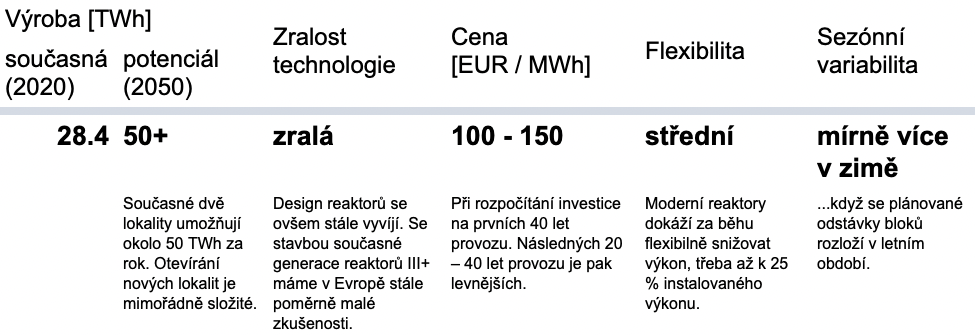 Výroba [TWh]
současná (2020)
potenciál (2050)
Zralost
technologie
Cena
[EUR / MWh]
Flexibilita
Sezónní
variabilita
28.4
50+
zralá
100 - 150
střední
mírně více
v zimě
Současné dvě
lokality umožňují
okolo 50 TWh za
rok. Otevírání
nových lokalit je
mimořádně složité.
Design reaktorů se
ovšem stále vyvíjí. Se
stavbou současné
generace reaktorů III+
máme v Evropě stále
poměrně malé
zkušenosti.
Při rozpočítání investice
na prvních 40 let
provozu. Následných 20
– 40 let provozu je pak
levnějších.
Moderní reaktory
dokáží za běhu
flexibilně snižovat
výkon, třeba až k 25
% instalovaného
výkonu.
...když se plánované
odstávky bloků
rozloží v letním
období.